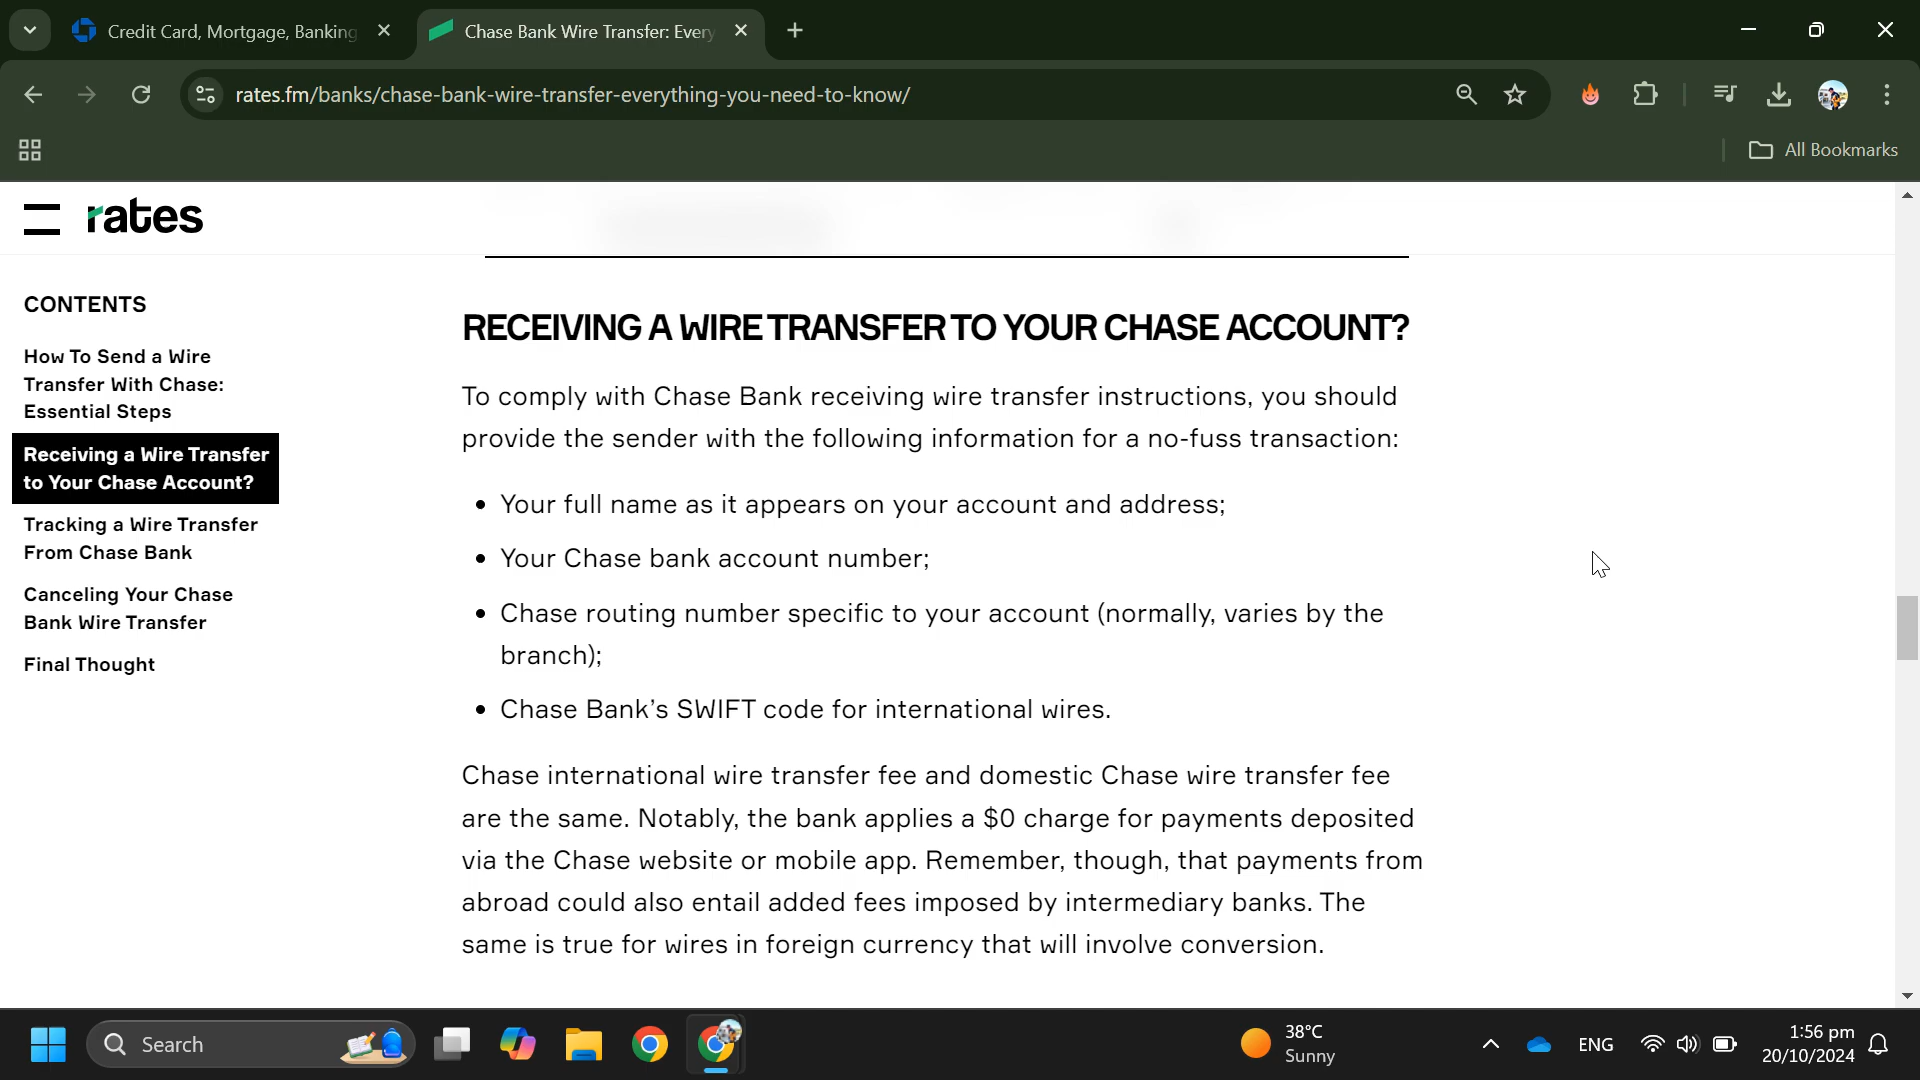 Credit Card, Mortgage, Banking
Chase Bank Wire Transfer: Every
rates.fm/banks/chase-bank-wire-transfer-everything-you-need-to-know/
All Bookmarks
rates
CONTENTS
How To Send a Wire
Transfer With Chase:
Essential Steps
Receiving a Wire Transfer
to Your Chase Account?
Tracking a Wire Transfer
From Chase Bank
Canceling Your Chase
Bank Wire Transfer
Final Thought
RECEIVING A WIRE TRANSFER TO YOUR CHASE ACCOUNT?
To comply with Chase Bank receiving wire transfer instructions, you should
provide the sender with the following information for a no-fuss transaction:
• Your full name as it appears on your account and address;
• Your Chase bank account number;
• Chase routing number specific to your account (normally, varies by the
branch);
• Chase Bank’s SWIFT code for international wires.
Chase international wire transfer fee and domestic Chase wire transfer fee
are the same. Notably, the bank applies a $0 charge for payments deposited
via the Chase website or mobile app. Remember, though, that payments from
abroad could also entail added fees imposed by intermediary banks. The
same is true for wires in foreign currency that will involve conversion.
Search
38°C
Sunny
ENG
1:56 pm
20/10/2024